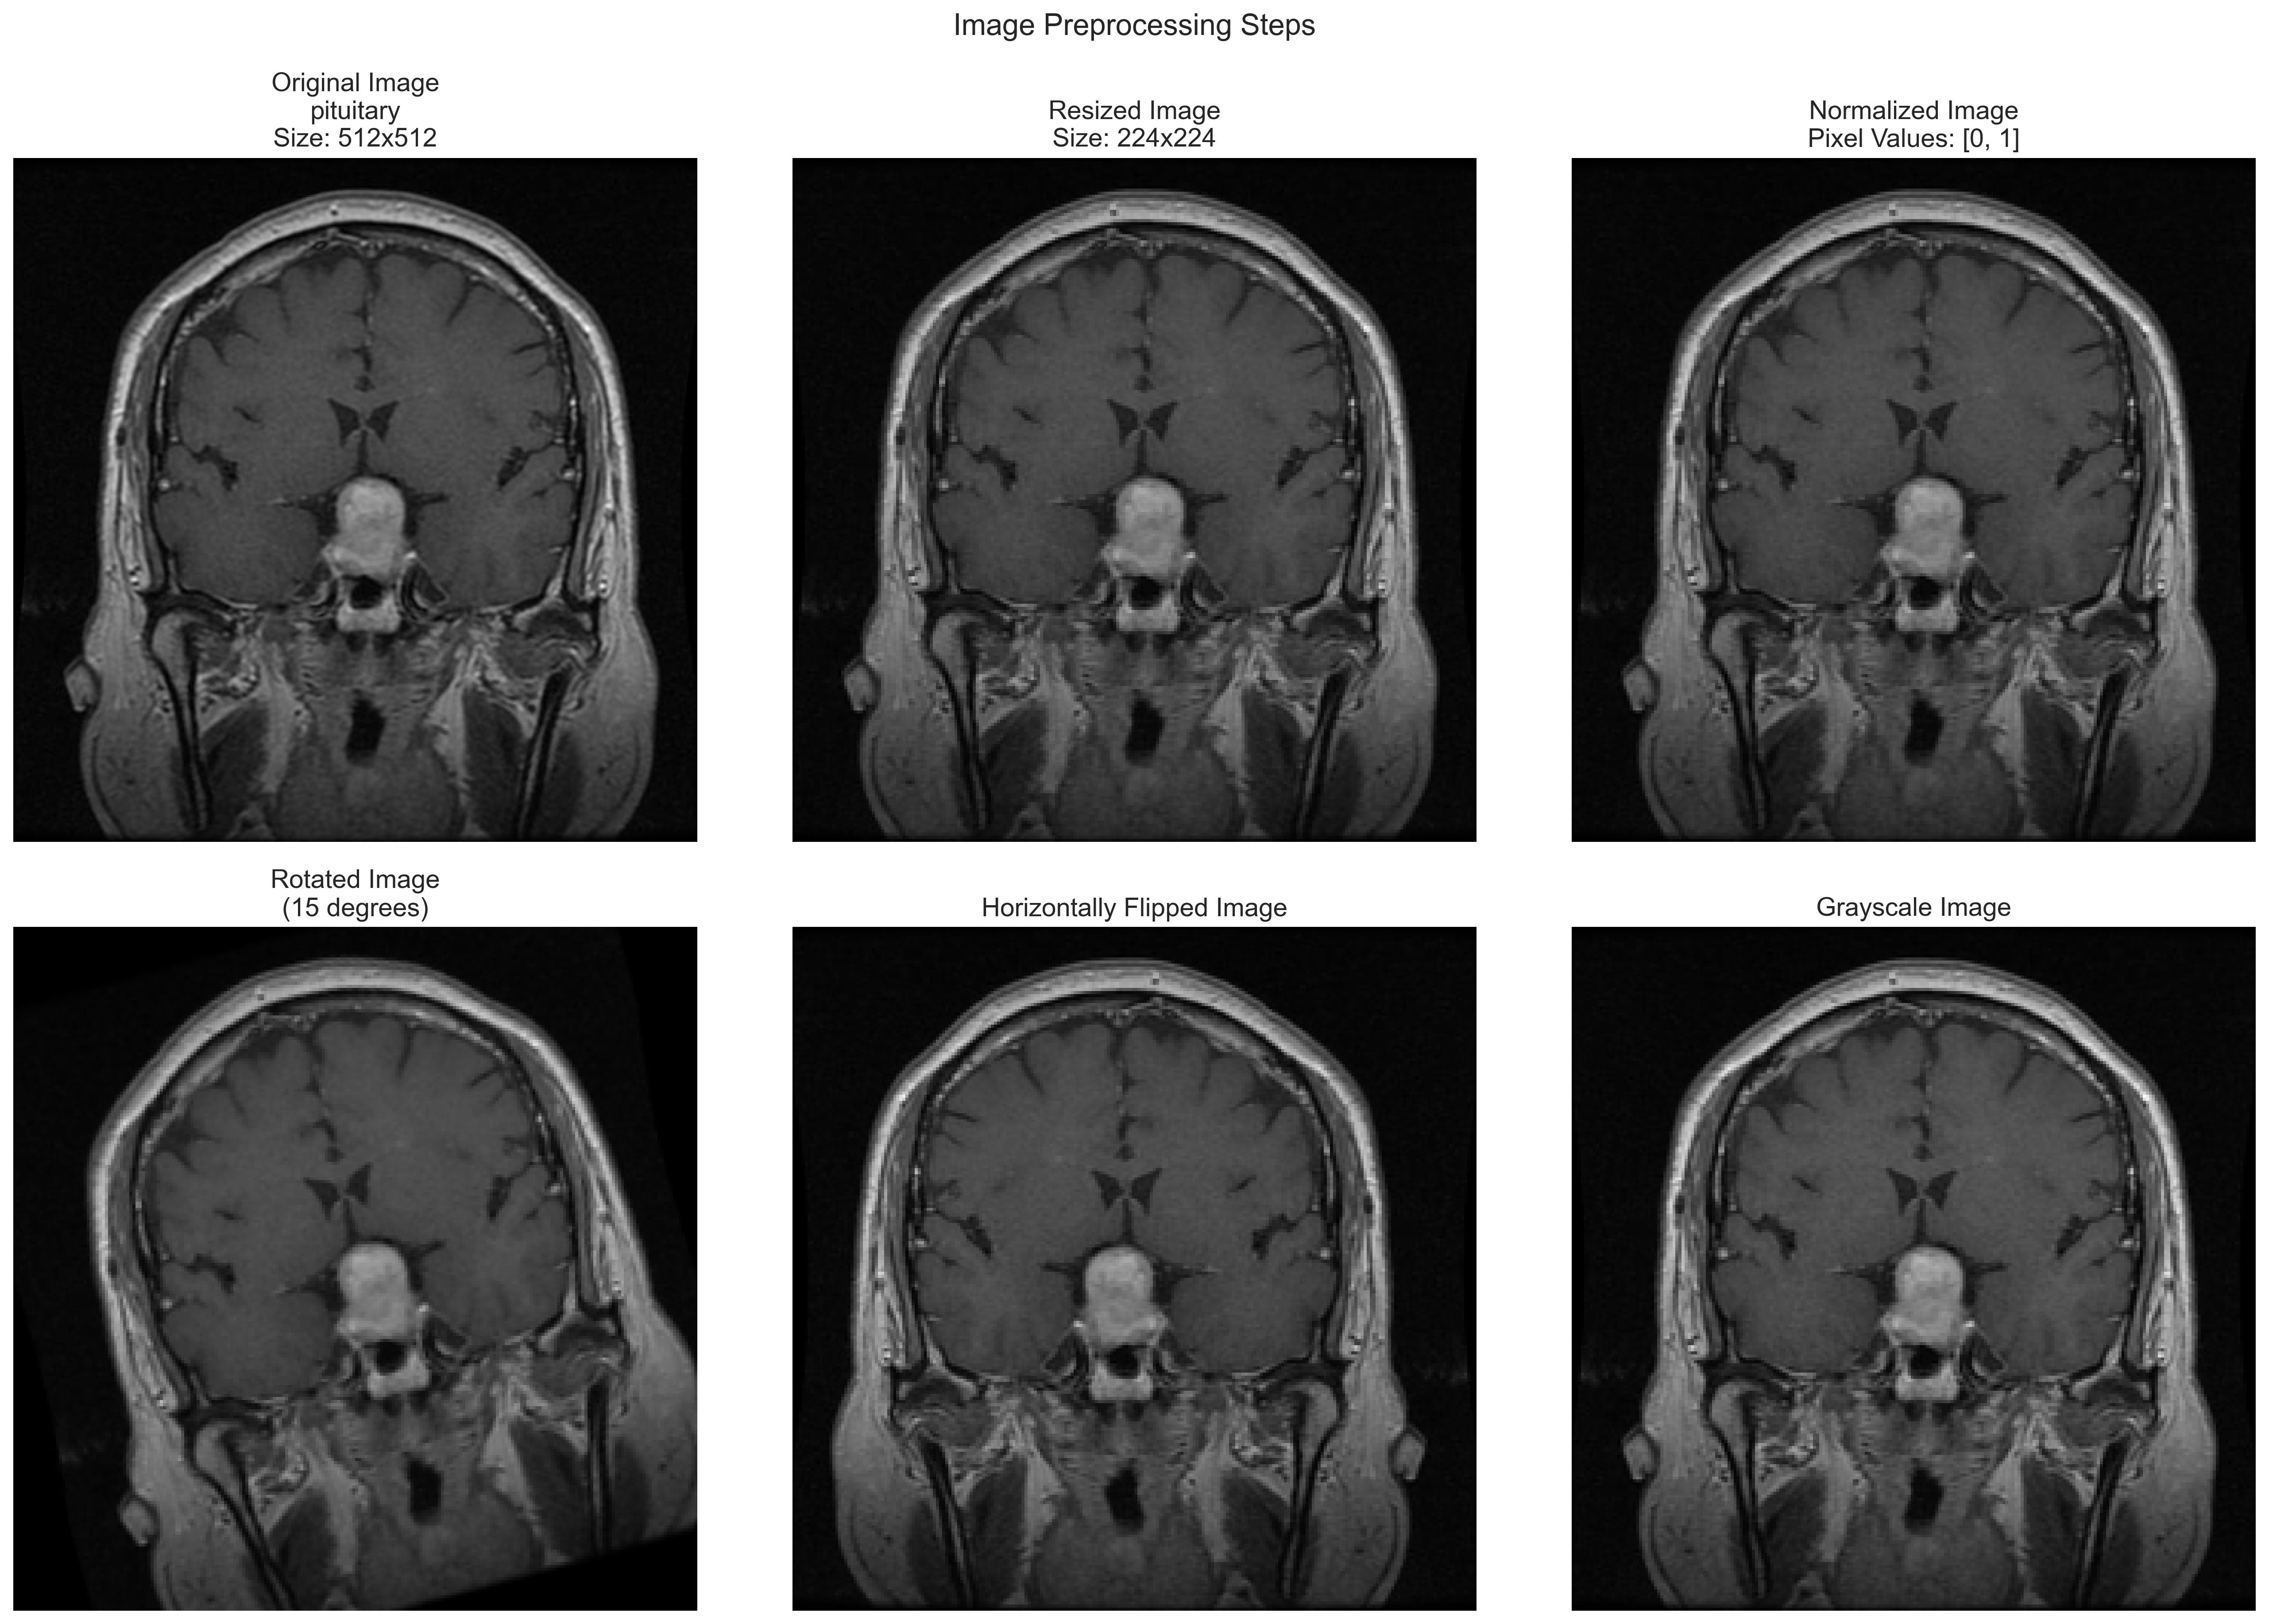 Image Preprocessing Steps
Original Image
pituitary
Size: 512x512
Resized Image
Size: 224x224
Normalized Image
Pixel Values: [0, 1]
Rotated Image
(15 degrees)
Horizontally Flipped Image
Grayscale Image